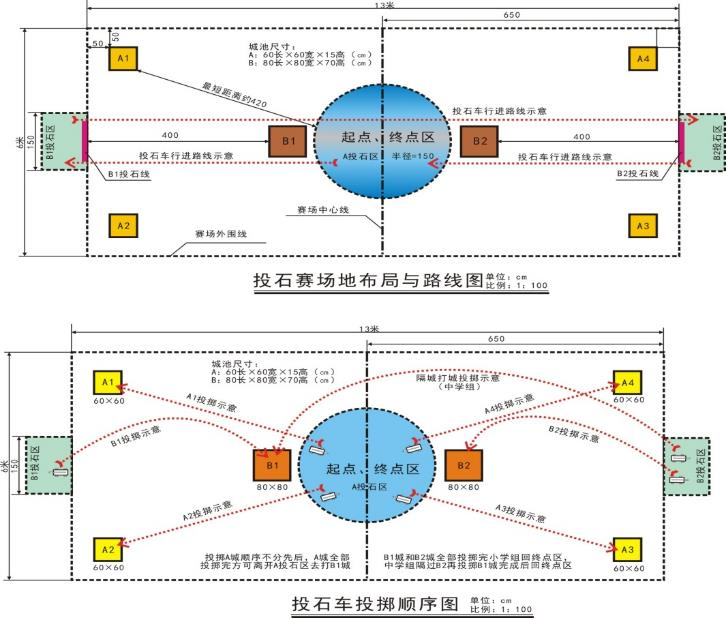 13米
650
50
50
A1
城池尺寸：
A：60长×60宽×15高（cm）
B：80长×80宽×70高（cm）
A4
最短距离约420
投石车行进路线示意
6米
150
B1投石区
400
B1
起点、终点区
B2
400
B2投石区
投石车行进路线示意
A投石区 半径=150
投石车行进路线示意
B1投石线
B2投石线
赛场中心线
A2
赛场外围线
A3
投石赛场地布局与路线图
单位：cm
比例：1：100
13米
650
城池尺寸：
A：60长×60宽×15高（cm）
B：80长×80宽×70高（cm）
隔城打城投掷示意
（中学组）
A1
60×60
A1投掷示意
A4投掷示意
A4
60×60
B1投掷示意
B2投掷示意
6米
150
B1投石区
B1
80×80
起点、终点区
A投石区
B2
80×80
B2投石区
A2投掷示意
A3投掷示意
A2
60×60
A3
60×60
投掷A城顺序不分先后，A城全部
投掷完方可离开A投石区去打B1城
B1城和B2城全部投掷完小学组回终点区，
中学组隔过B2再投掷B1城完成后回终点区
投石车投掷顺序图
单位：cm
比例：1：100